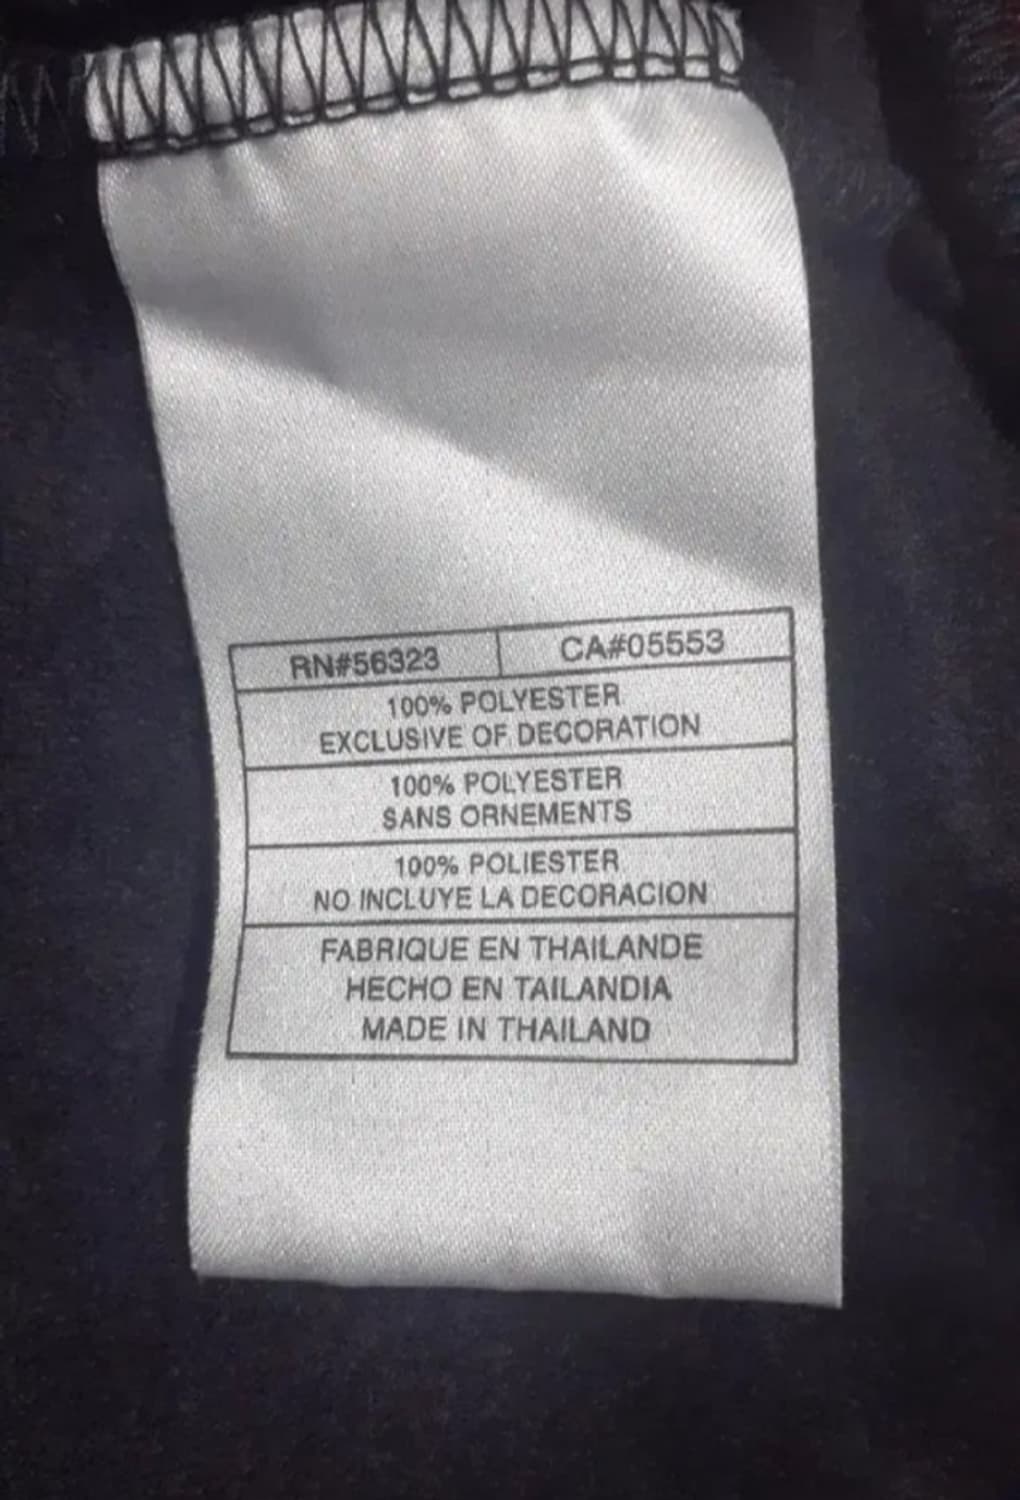 RN#56323 CA#05553
100% POLYESTER
EXCLUSIVE OF DECORATION
100% POLYESTER
SANS ORNEMENTS
100% POLIESTER
NO INCLUYE LA DECORACION
FABRIQUE EN THAILANDE
HECHO EN TAILANDIA
MADE IN THAILAND